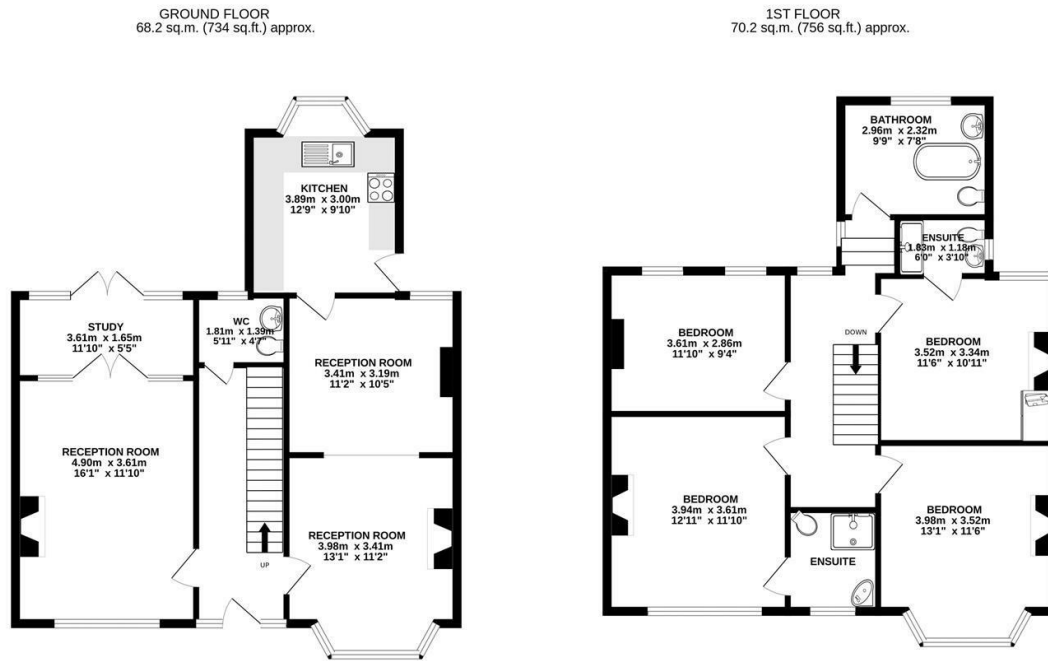 GROUND FLOOR
68.2 sq.m. (734 sq.ft.) approx.
KITCHEN
3.89m x 3.00m
12'9" x 9'10"
STUDY
3.61m x 1.65m
11'10" x 5'5"
WC
1.81m x 1.39m
5'11" x 4'7"
RECEPTION ROOM
3.41m x 3.19m
11'2" x 10'5"
RECEPTION ROOM
4.90m x 3.61m
16'1" x 11'10"
RECEPTION ROOM
3.98m x 3.41m
13'1" x 11'2"
UP
1ST FLOOR
70.2 sq.m. (756 sq.ft.) approx.
BATHROOM
2.96m x 2.32m
9'9" x 7'8"
ENSUITE
1.83m x 1.18m
6'0" x 3'10"
BEDROOM
3.61m x 2.86m
11'10" x 9'4"
DOWN
BEDROOM
3.52m x 3.34m
11'6" x 10'11"
BEDROOM
3.94m x 3.61m
12'11" x 11'10"
ENSUITE
BEDROOM
3.98m x 3.52m
13'1" x 11'6"